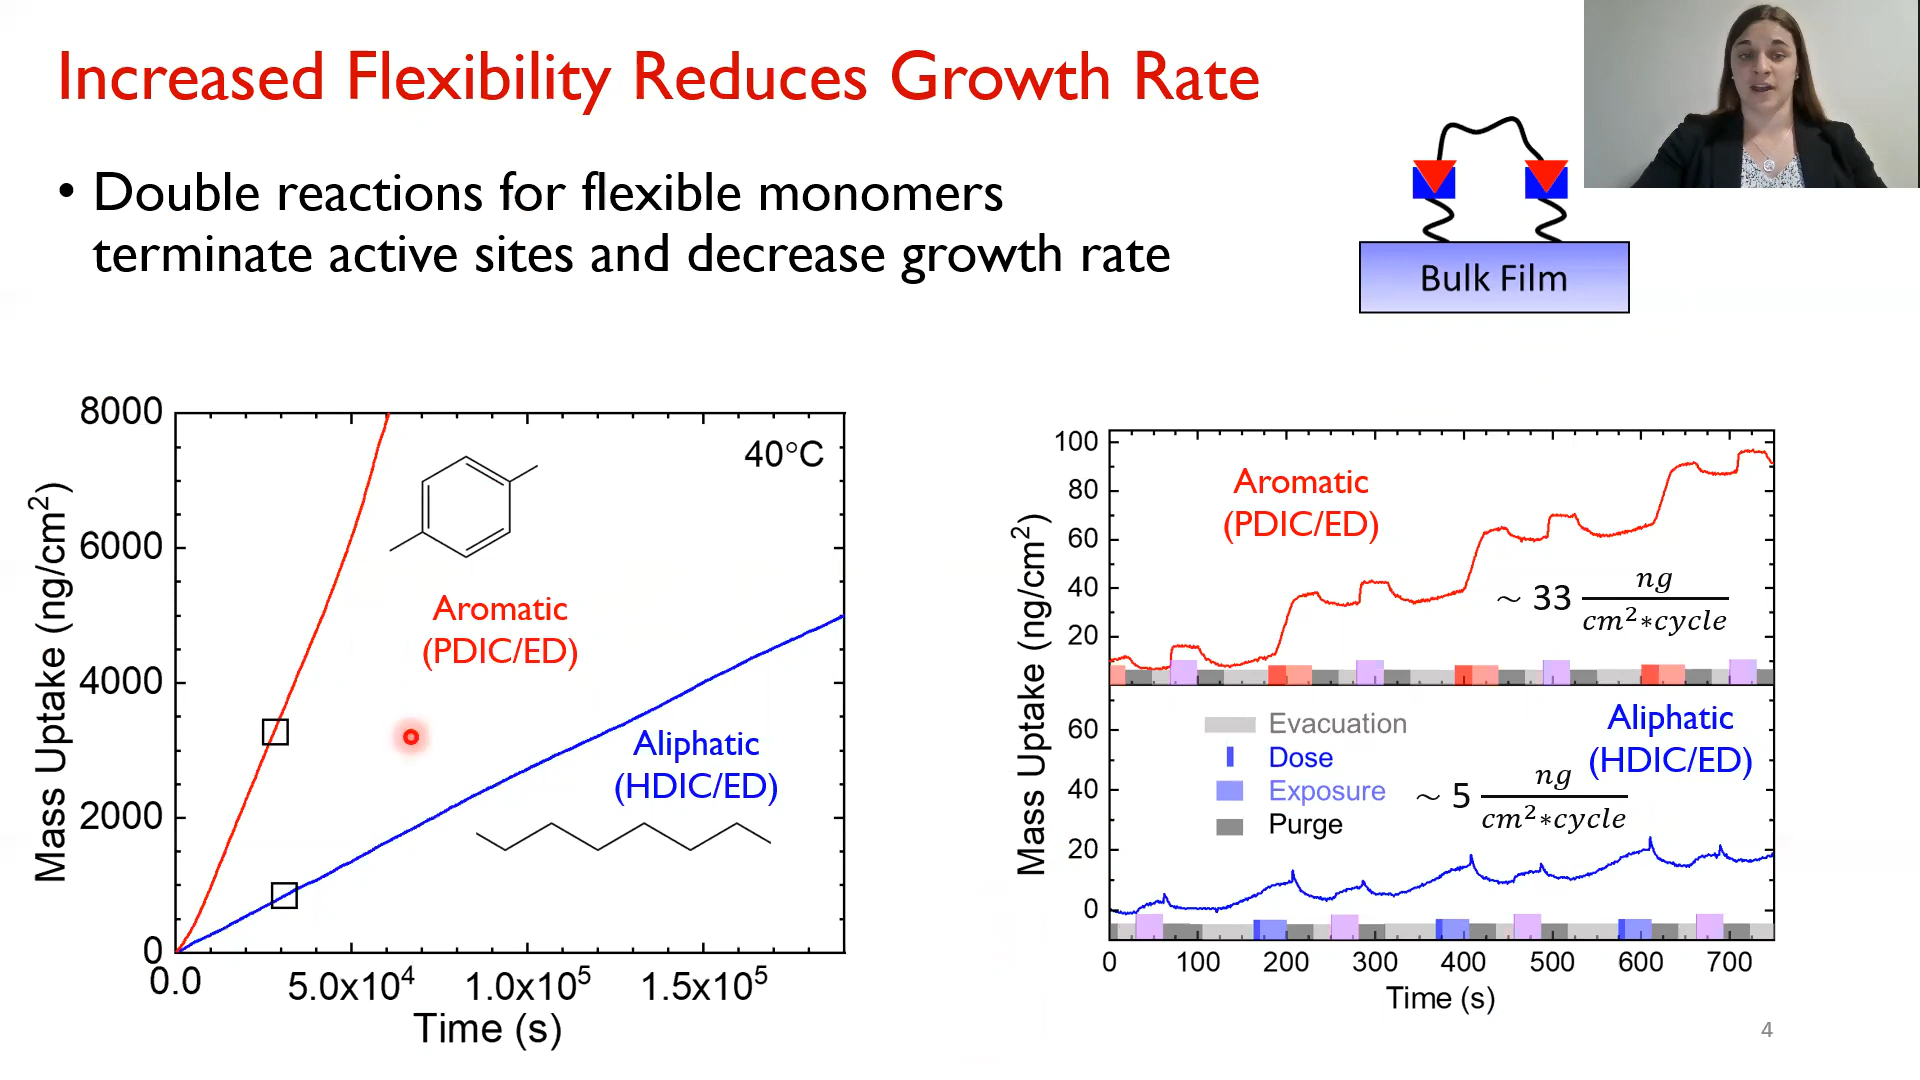 Increased Flexibility Reduces Growth Rate
• Double reactions for flexible monomers
terminate active sites and decrease growth rate
Bulk Film
8000
6000
4000
2000
0
Mass Uptake (ng/cm²)
40°C
Aromatic
(PDIC/ED)
Aliphatic
(HDIC/ED)
0.0
5.0x10⁴
1.0x10⁵
1.5x10⁵
Time (s)
100
80
60
40
20
Mass Uptake (ng/cm²)
Aromatic
(PDIC/ED)
~ 33 ng
cm²∗cycle
60
40
20
0
Evacuation
Dose
Exposure
Purge
Aliphatic
(HDIC/ED)
~ 5 ng
cm²∗cycle
0 100 200 300 400 500 600 700
Time (s)
4